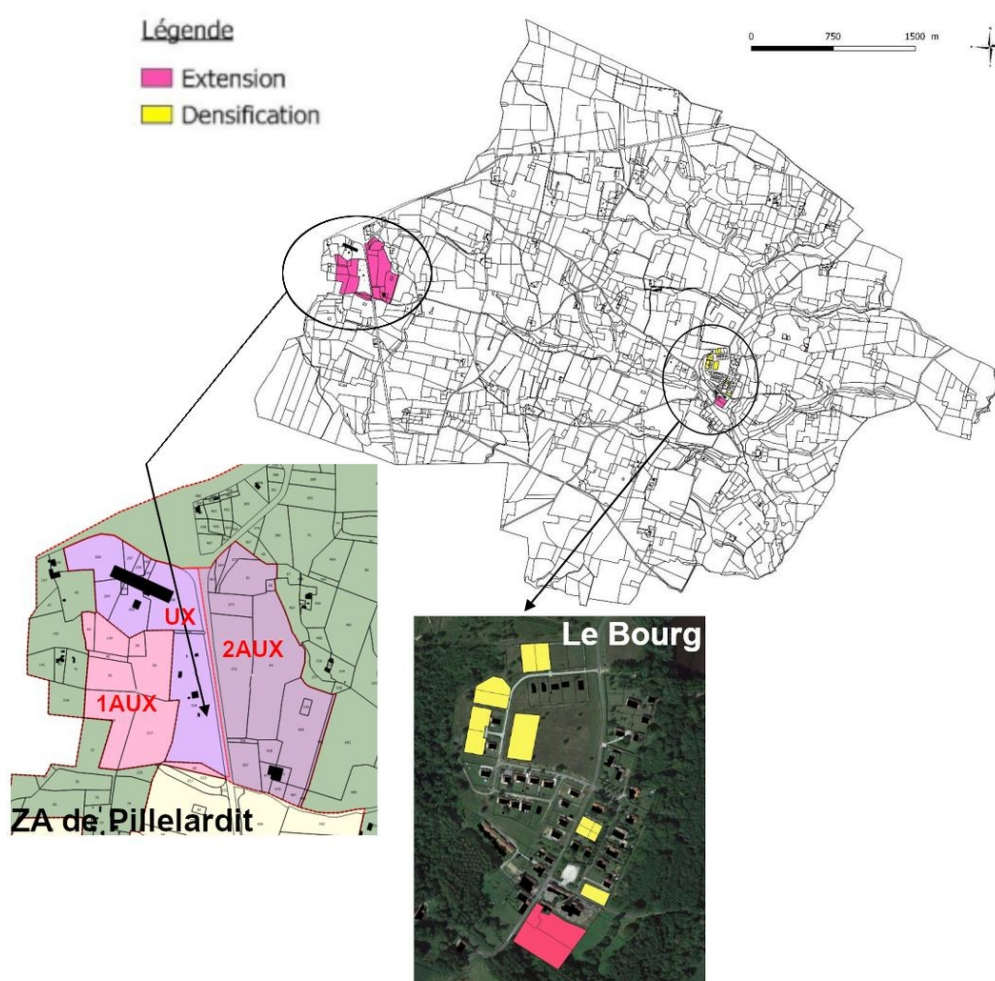 Légende
Extension
Densification
0 750 1500 m
UX
2AUX
1AUX
ZA de Pillelardit
Le Bourg